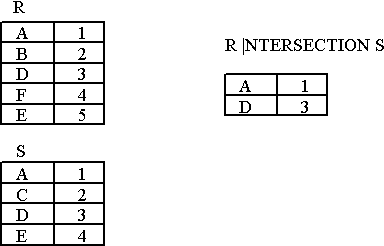 R
A 1
B 2
D 3
F 4
E 5
R |NTERSECTION S
A 1
D 3
S
A 1
C 2
D 3
E 4